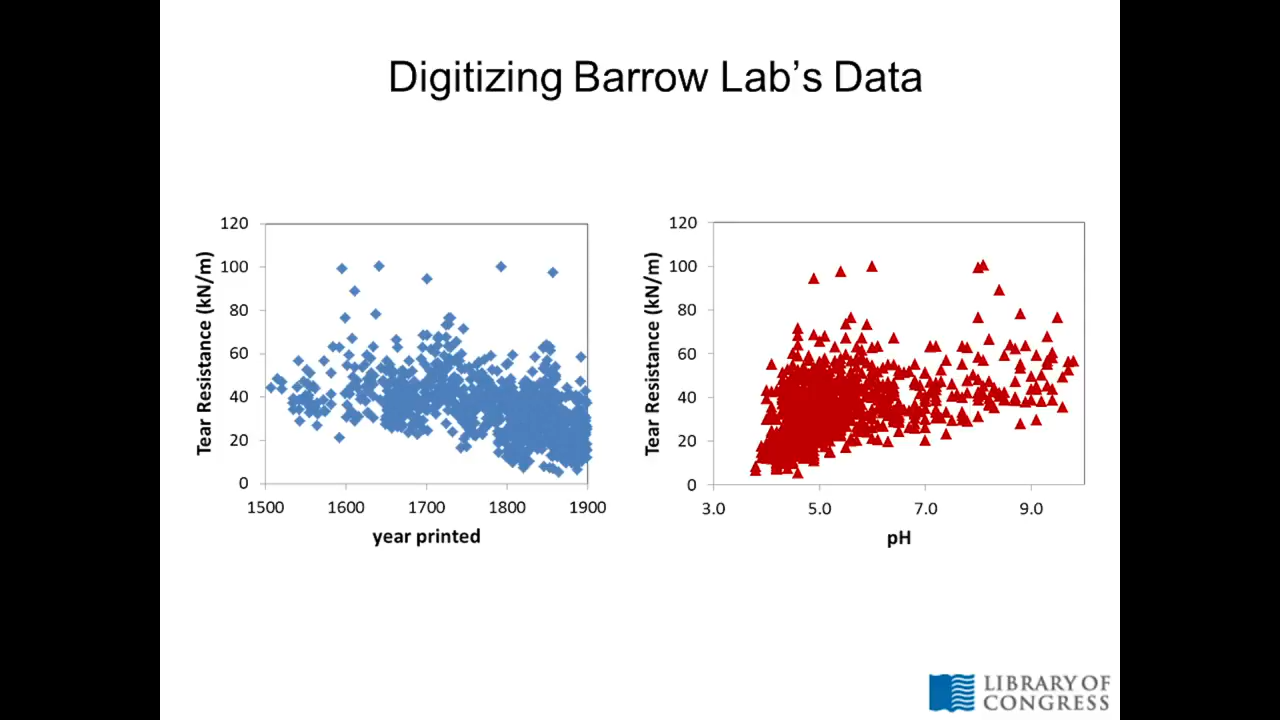 Digitizing Barrow Lab's Data
120
100
80
60
40
20
0
Tear Resistance (kN/m)
1500 1600 1700 1800 1900
year printed
120
100
80
60
40
20
0
Tear Resistance (kN/m)
3.0 5.0 7.0 9.0
pH
LIBRARY OF
CONGRESS